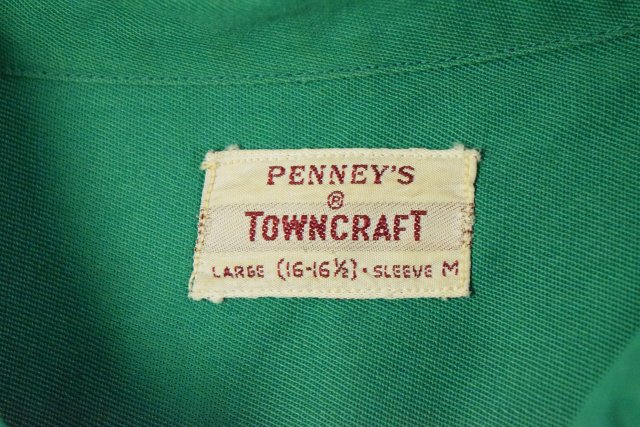 PENNEY'S
®
TOWNCRAFT
LARGE (16-16½)·SLEEVE M